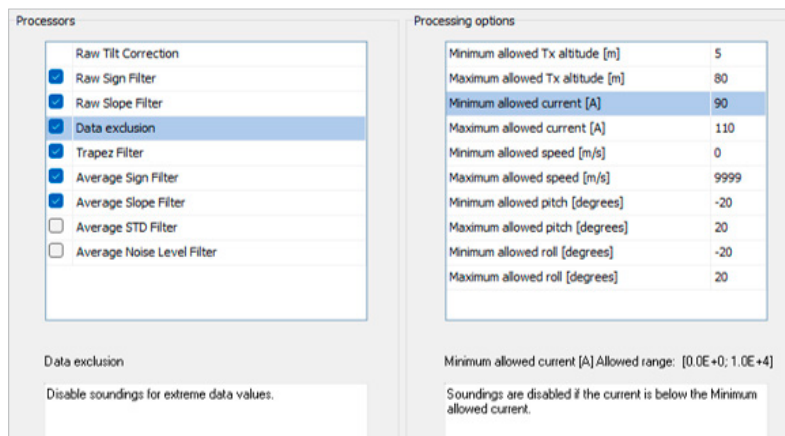 Processors
Raw Tilt Correction
Raw Sign Filter
Raw Slope Filter
Data exclusion
Trapez Filter
Average Sign Filter
Average Slope Filter
Average STD Filter
Average Noise Level Filter
Data exclusion
Disable soundings for extreme data values.
Processing options
Minimum allowed Tx altitude [m] 5
Maximum allowed Tx altitude [m] 80
Minimum allowed current [A] 90
Maximum allowed current [A] 110
Minimum allowed speed [m/s] 0
Maximum allowed speed [m/s] 9999
Minimum allowed pitch [degrees] -20
Maximum allowed pitch [degrees] 20
Minimum allowed roll [degrees] -20
Maximum allowed roll [degrees] 20
Minimum allowed current [A] Allowed range: [0.0E+0; 1.0E+4]
Soundings are disabled if the current is below the Minimum
allowed current.